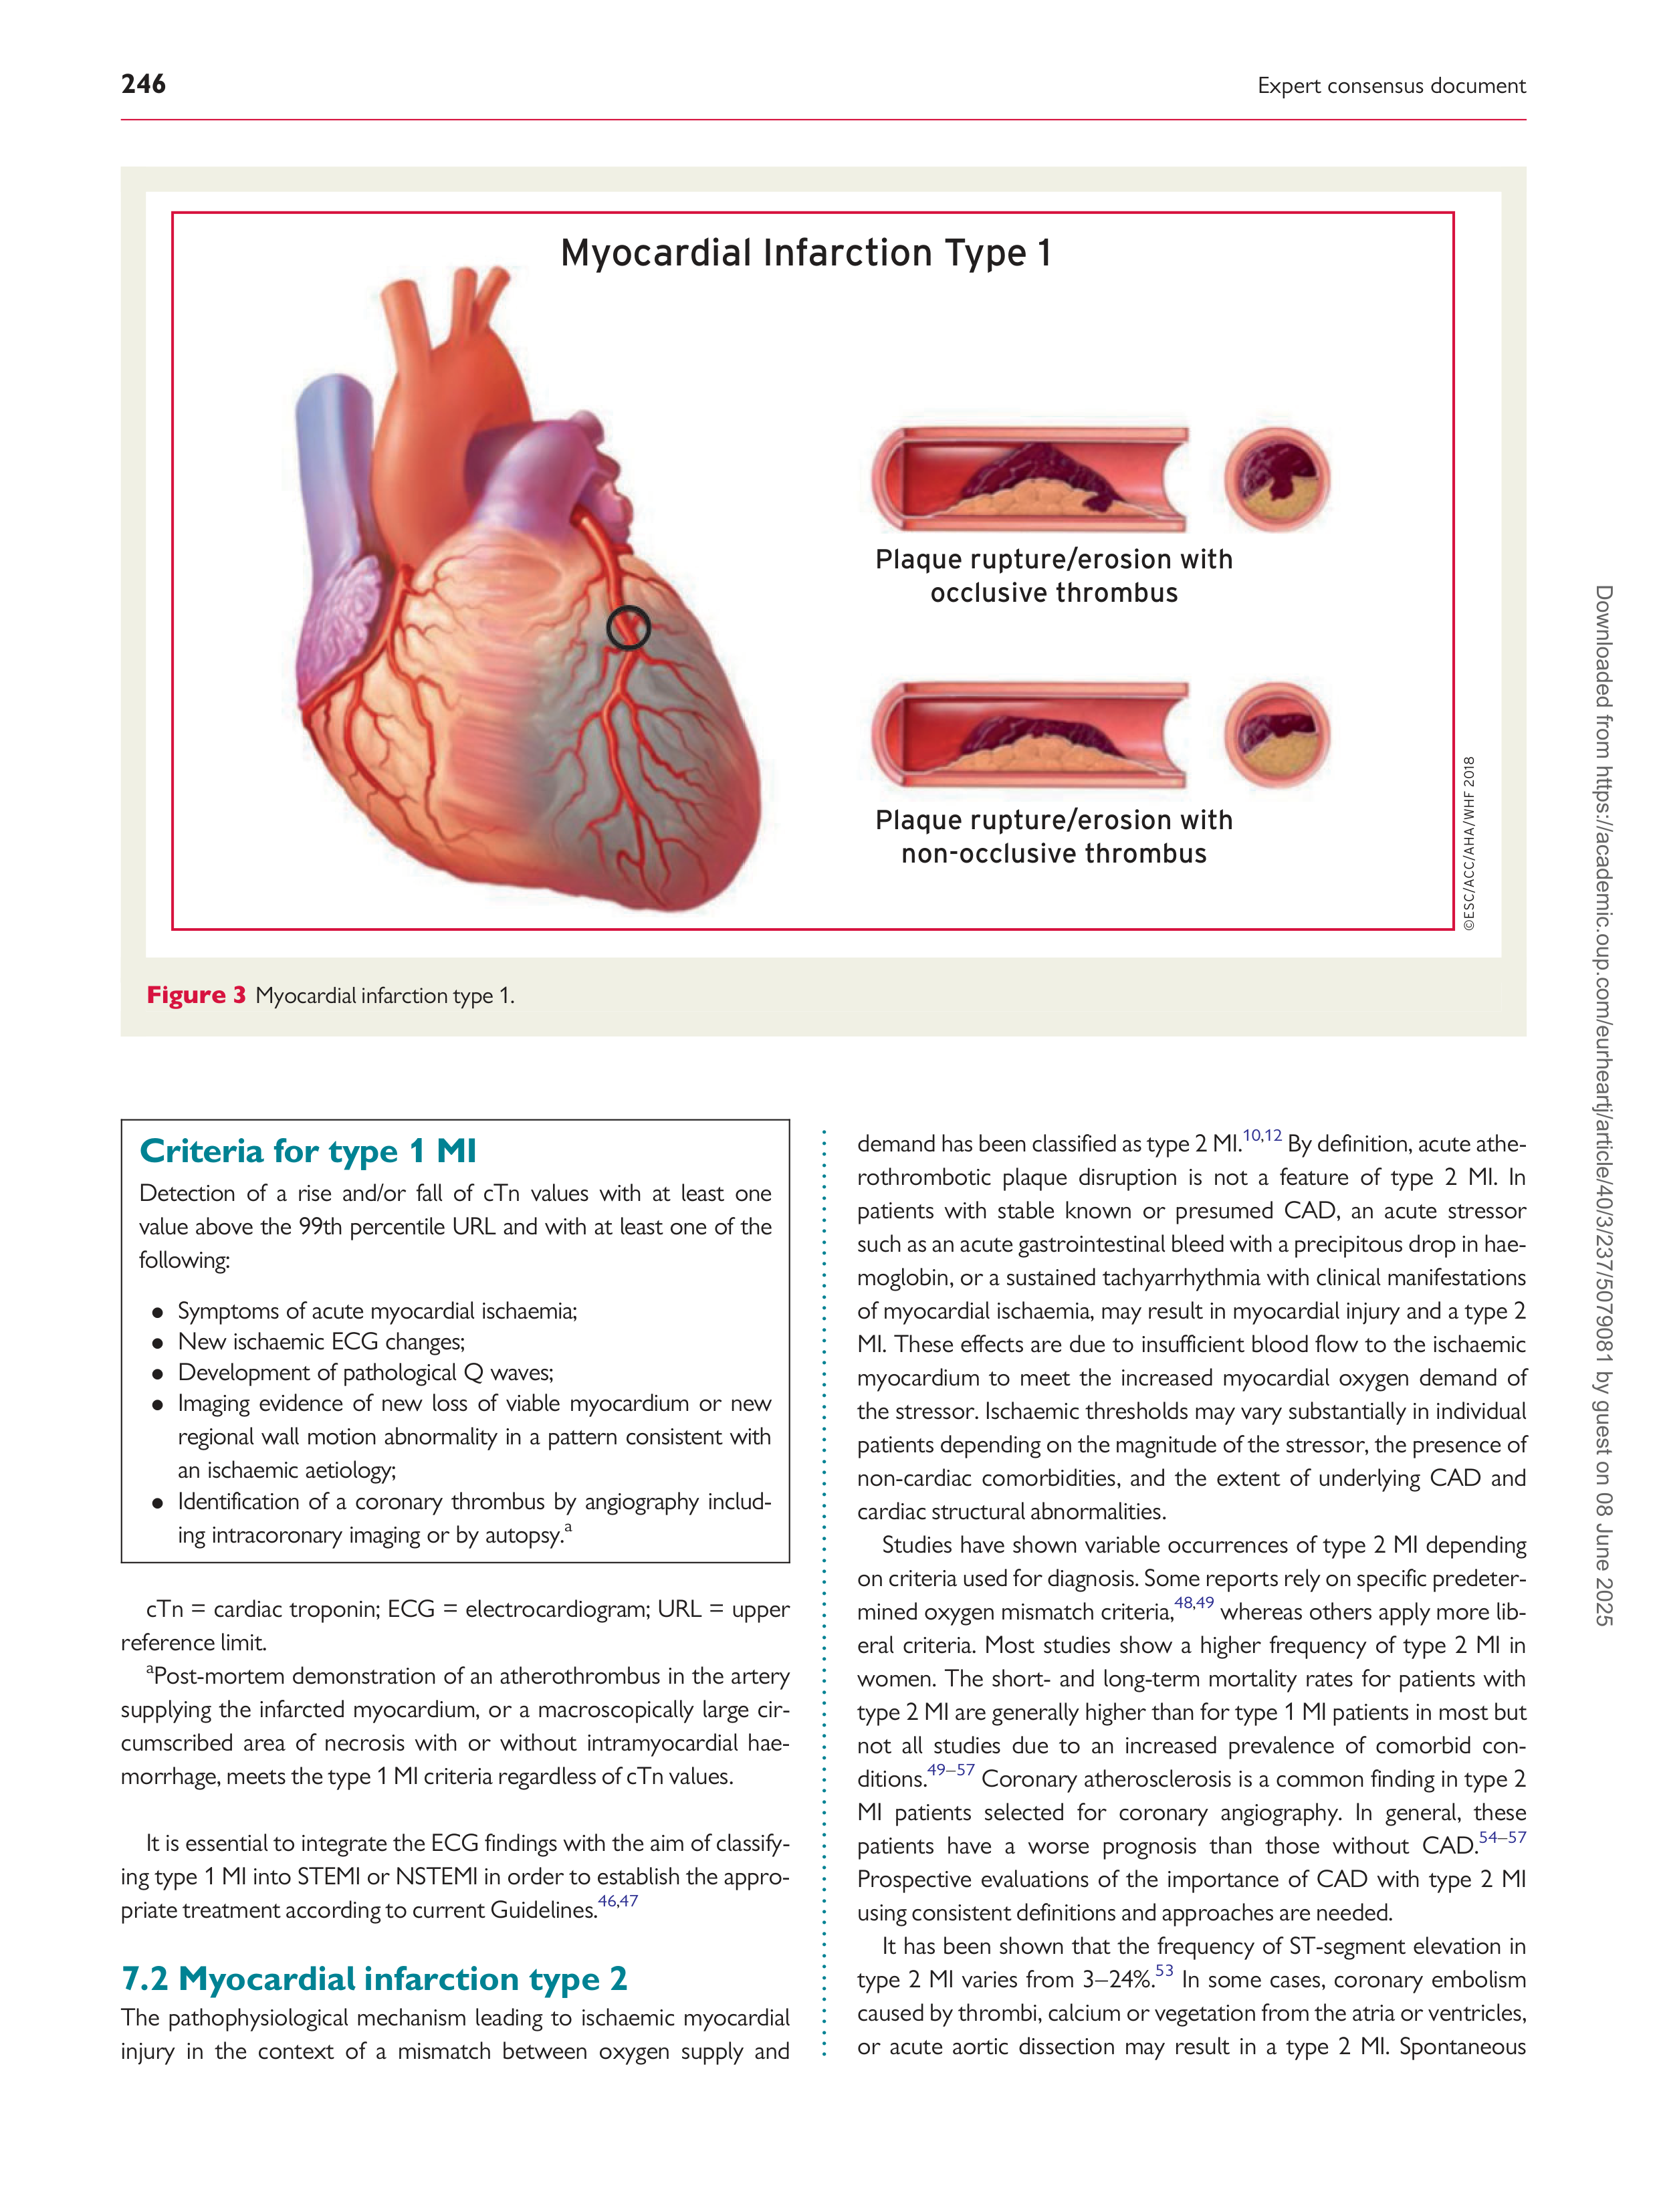 246
Expert consensus document
Myocardial Infarction Type 1
Plaque rupture/erosion with
occlusive thrombus
Plaque rupture/erosion with
non-occlusive thrombus
©ESC/ACC/AHA/WHF 2018
Figure 3 Myocardial infarction type 1.
Criteria for type 1 MI
Detection of a rise and/or fall of cTn values with at least one
value above the 99th percentile URL and with at least one of the
following:
● Symptoms of acute myocardial ischaemia;
● New ischaemic ECG changes;
● Development of pathological Q waves;
● Imaging evidence of new loss of viable myocardium or new
regional wall motion abnormality in a pattern consistent with
an ischaemic aetiology;
● Identification of a coronary thrombus by angiography includ-
ing intracoronary imaging or by autopsy.a
cTn = cardiac troponin; ECG = electrocardiogram; URL = upper
reference limit.
aPost-mortem demonstration of an atherothrombus in the artery
supplying the infarcted myocardium, or a macroscopically large cir-
cumscribed area of necrosis with or without intramyocardial hae-
morrhage, meets the type 1 MI criteria regardless of cTn values.
It is essential to integrate the ECG findings with the aim of classify-
ing type 1 MI into STEMI or NSTEMI in order to establish the appro-
priate treatment according to current Guidelines.46,47
7.2 Myocardial infarction type 2
The pathophysiological mechanism leading to ischaemic myocardial
injury in the context of a mismatch between oxygen supply and
demand has been classified as type 2 MI.10,12 By definition, acute athe-
rothrombotic plaque disruption is not a feature of type 2 MI. In
patients with stable known or presumed CAD, an acute stressor
such as an acute gastrointestinal bleed with a precipitous drop in hae-
moglobin, or a sustained tachyarrhythmia with clinical manifestations
of myocardial ischaemia, may result in myocardial injury and a type 2
MI. These effects are due to insufficient blood flow to the ischaemic
myocardium to meet the increased myocardial oxygen demand of
the stressor. Ischaemic thresholds may vary substantially in individual
patients depending on the magnitude of the stressor, the presence of
non-cardiac comorbidities, and the extent of underlying CAD and
cardiac structural abnormalities.
Studies have shown variable occurrences of type 2 MI depending
on criteria used for diagnosis. Some reports rely on specific predeter-
mined oxygen mismatch criteria,48,49 whereas others apply more lib-
eral criteria. Most studies show a higher frequency of type 2 MI in
women. The short- and long-term mortality rates for patients with
type 2 MI are generally higher than for type 1 MI patients in most but
not all studies due to an increased prevalence of comorbid con-
ditions.49–57 Coronary atherosclerosis is a common finding in type 2
MI patients selected for coronary angiography. In general, these
patients have a worse prognosis than those without CAD.54–57
Prospective evaluations of the importance of CAD with type 2 MI
using consistent definitions and approaches are needed.
It has been shown that the frequency of ST-segment elevation in
type 2 MI varies from 3–24%.53 In some cases, coronary embolism
caused by thrombi, calcium or vegetation from the atria or ventricles,
or acute aortic dissection may result in a type 2 MI. Spontaneous
Downloaded from https://academic.oup.com/eurheartj/article/40/3/237/5079081 by guest on 08 June 2025